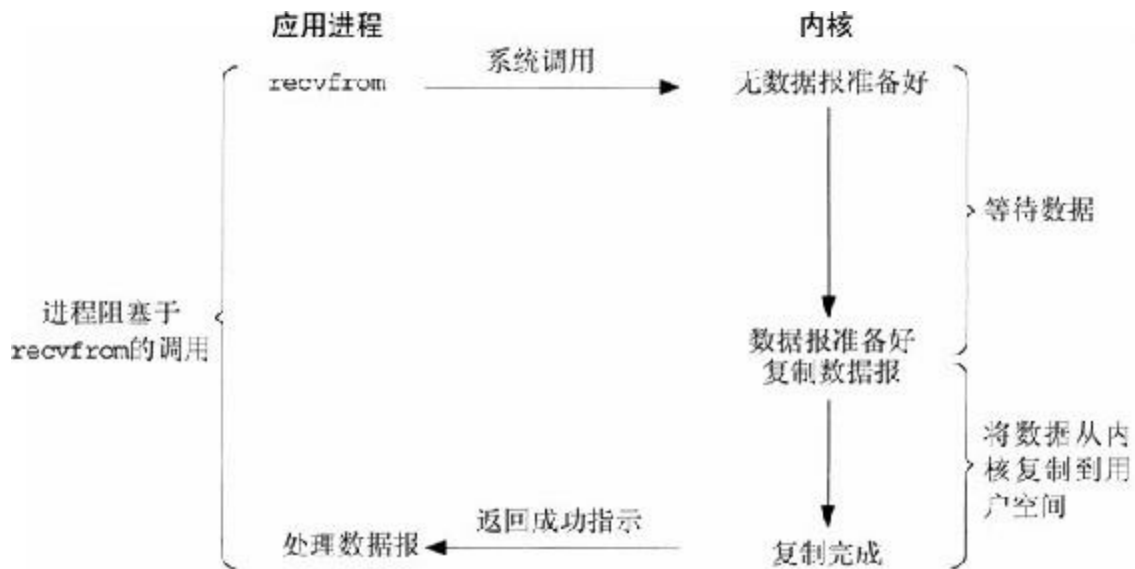 应用进程
内核
系统调用
recvfrom
无数据报准备好
等待数据
进程阻塞于
recvfrom的调用
数据报准备好
复制数据报
将数据从内
核复制到用
户空间
返回成功指示
处理数据报
复制完成